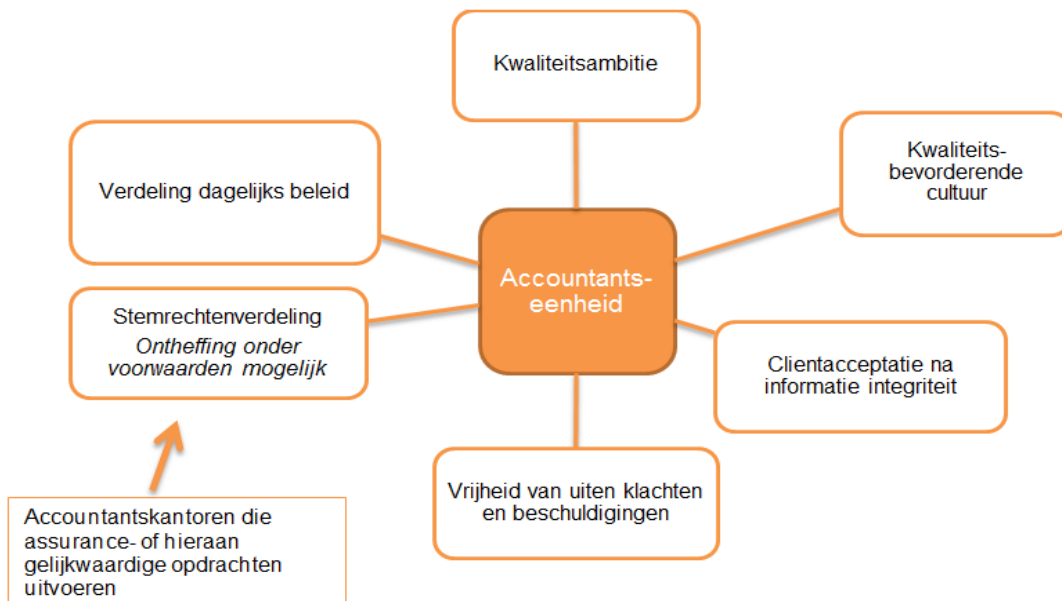 Kwaliteitsambitie
Verdeling dagelijks beleid
Kwaliteits-
bevorderende
cultuur
Accountants-
eenheid
Stemrechtenverdeling
Ontheffing onder
voorwaarden mogelijk
Clientacceptatie na
informatie integriteit
Vrijheid van uiten klachten
en beschuldigingen
Accountantskantoren die
assurance- of hieraan
gelijkwaardige opdrachten
uitvoeren